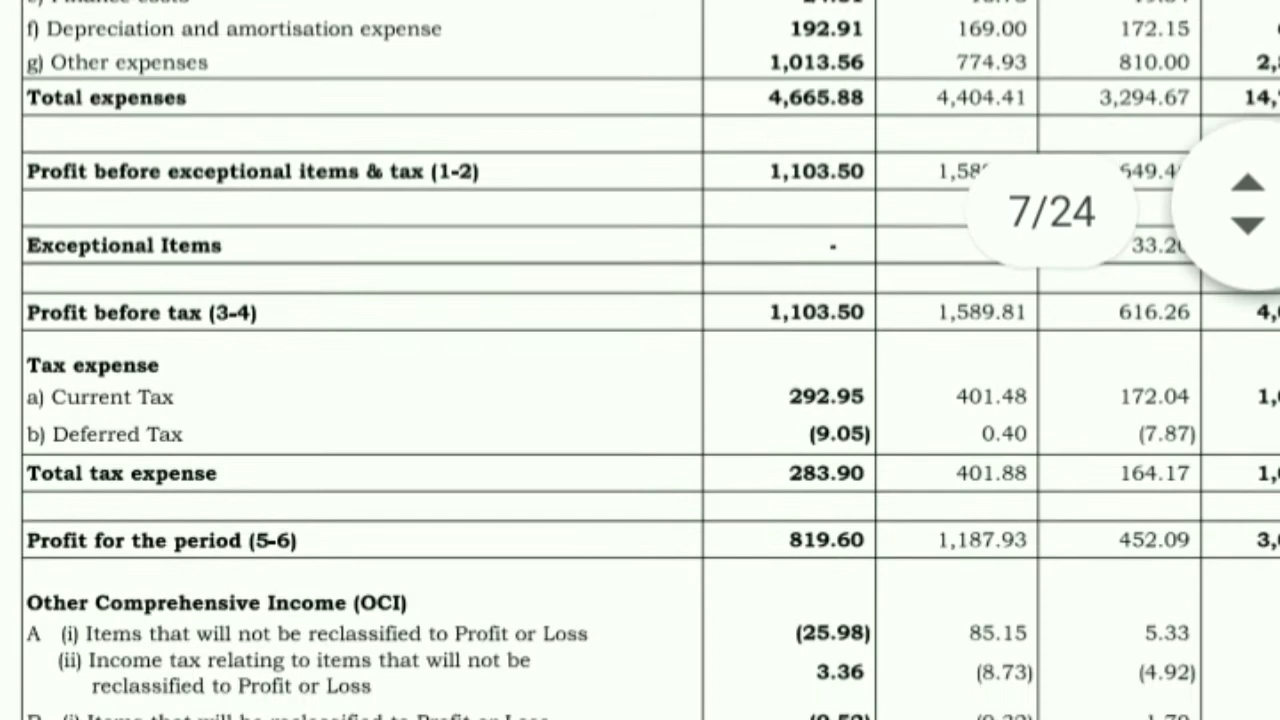 f) Depreciation and amortisation expense 192.91 169.00 172.15
g) Other expenses 1,013.56 774.93 810.00
Total expenses 4,665.88 4,404.41 3,294.67
Profit before exceptional items & tax (1-2) 1,103.50
7/24
Exceptional Items -
Profit before tax (3-4) 1,103.50 1,589.81 616.26
Tax expense
a) Current Tax 292.95 401.48 172.04
b) Deferred Tax (9.05) 0.40 (7.87)
Total tax expense 283.90 401.88 164.17
Profit for the period (5-6) 819.60 1,187.93 452.09
Other Comprehensive Income (OCI)
A (i) Items that will not be reclassified to Profit or Loss (25.98) 85.15 5.33
(ii) Income tax relating to items that will not be
reclassified to Profit or Loss 3.36 (8.73) (4.92)